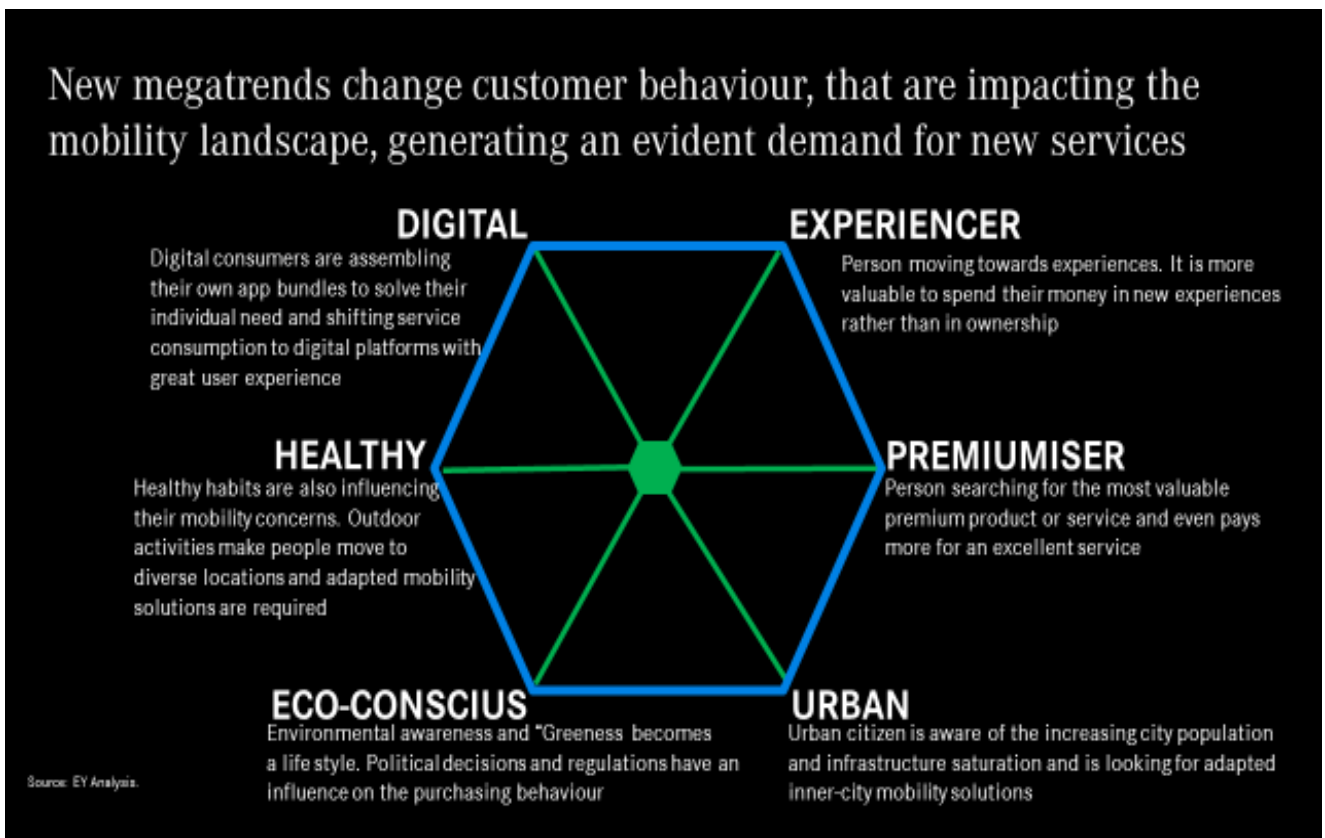 New megatrends change customer behaviour, that are impacting the
mobility landscape, generating an evident demand for new services
DIGITAL
Digital consumers are assembling
their own app bundles to solve their
individual need and shifting service
consumption to digital platforms with
great user experience
EXPERIENCER
Person moving towards experiences. It is more
valuable to spend their money in new experiences
rather than in ownership
HEALTHY
Healthy habits are also influencing
their mobility concerns. Outdoor
activities make people move to
diverse locations and adapted mobility
solutions are required
PREMIUMISER
Person searching for the most valuable
premium product or service and even pays
more for an excellent service
ECO-CONSCIUS
Environmental awareness and “Greeness becomes
a life style. Political decisions and regulations have an
influence on the purchasing behaviour
URBAN
Urban citizen is aware of the increasing city population
and infrastructure saturation and is looking for adapted
inner-city mobility solutions
Source: EY Analysis.